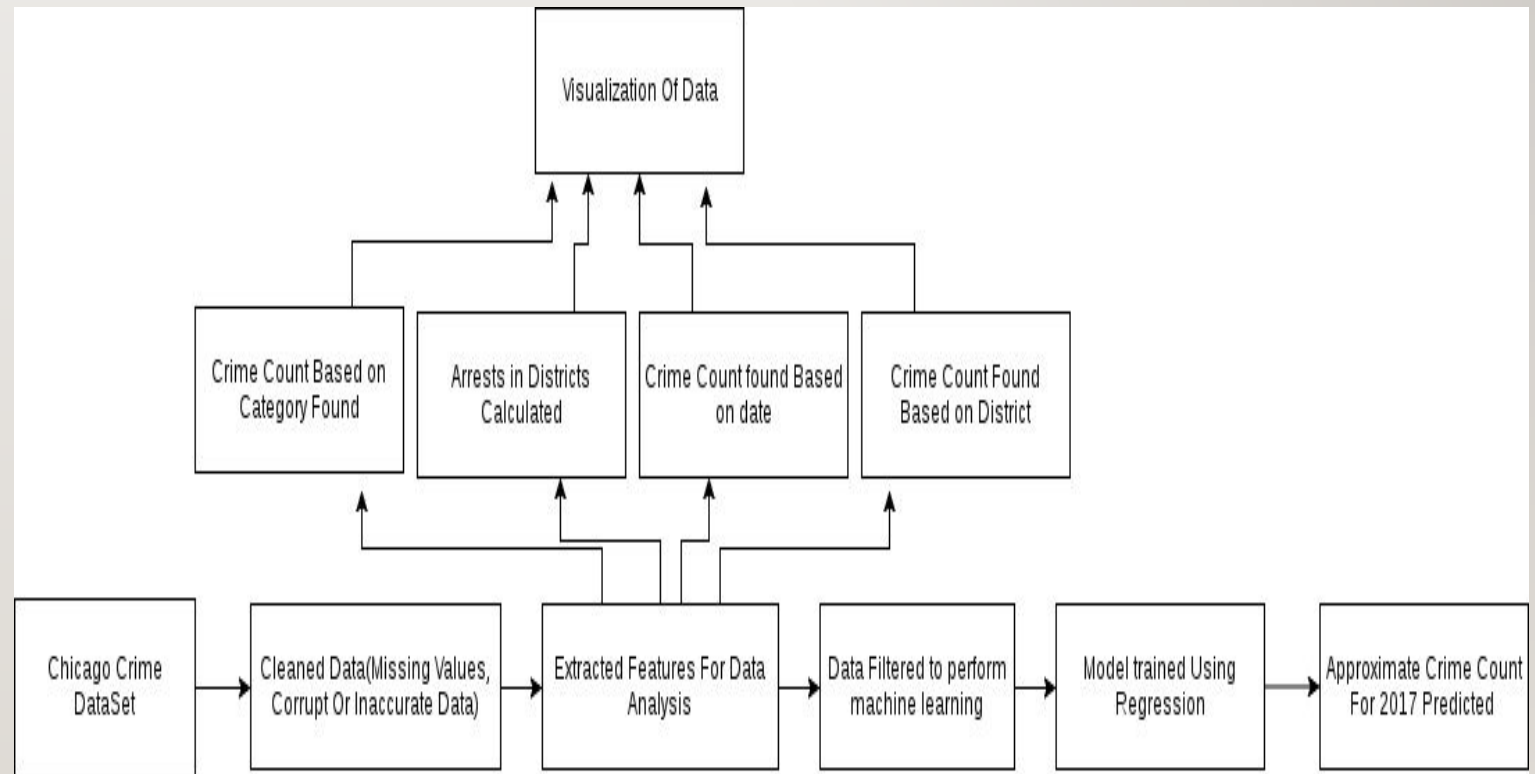 Visualization Of Data
Crime Count Based on
Category Found
Arrests in Districts
Calculated
Crime Count found Based
on date
Crime Count Found
Based on District
Chicago Crime
DataSet
Cleaned Data(Missing Values,
Corrupt Or Inaccurate Data)
Extracted Features For Data
Analysis
Data Filtered to perform
machine learning
Model trained Using
Regression
Approximate Crime Count
For 2017 Predicted